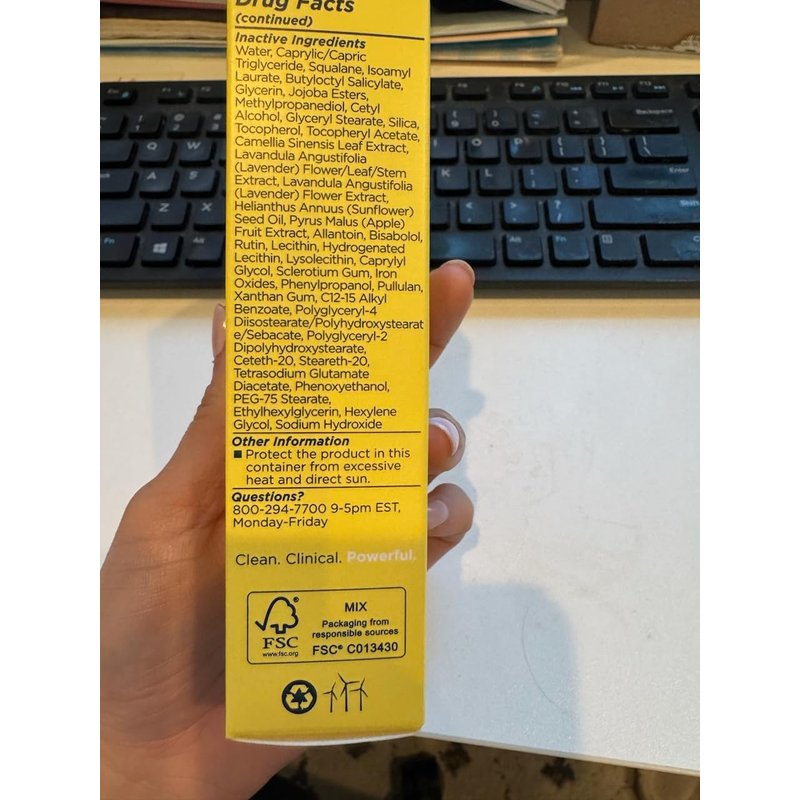 Drug Facts
(continued)
Inactive Ingredients
Water, Caprylic/Capric
Triglyceride, Squalane, Isoamyl
Laurate, Butyloctyl Salicylate,
Glycerin, Jojoba Esters,
Methylpropanediol, Cetyl
Alcohol, Glyceryl Stearate, Silica,
Tocopherol, Tocopheryl Acetate,
Camellia Sinensis Leaf Extract,
Lavandula Angustifolia
(Lavender) Flower/Leaf/Stem
Extract, Lavandula Angustifolia
(Lavender) Flower Extract,
Helianthus Annuus (Sunflower)
Seed Oil, Pyrus Malus (Apple)
Fruit Extract, Allantoin, Bisabolol,
Rutin, Lecithin, Hydrogenated
Lecithin, Lysolecithin, Caprylyl
Glycol, Sclerotium Gum, Iron
Oxides, Phenylpropanol, Pullulan,
Xanthan Gum, C12-15 Alkyl
Benzoate, Polyglyceryl-4
Diisostearate/Polyhydroxystearat
e/Sebacate, Polyglyceryl-2
Dipolyhydroxystearate,
Ceteth-20, Steareth-20,
Tetrasodium Glutamate
Diacetate, Phenoxyethanol,
PEG-75 Stearate,
Ethylhexylglycerin, Hexylene
Glycol, Sodium Hydroxide
Other Information
■ Protect the product in this
container from excessive
heat and direct sun.
Questions?
800-294-7700 9-5pm EST,
Monday-Friday
Clean. Clinical. Powerful.
FSC®
www.fsc.org
MIX
Packaging from
responsible sources
FSC® C013430
Q W
Z X
Fn
Alt
Backspace
Enter
K L
Alt
Fn